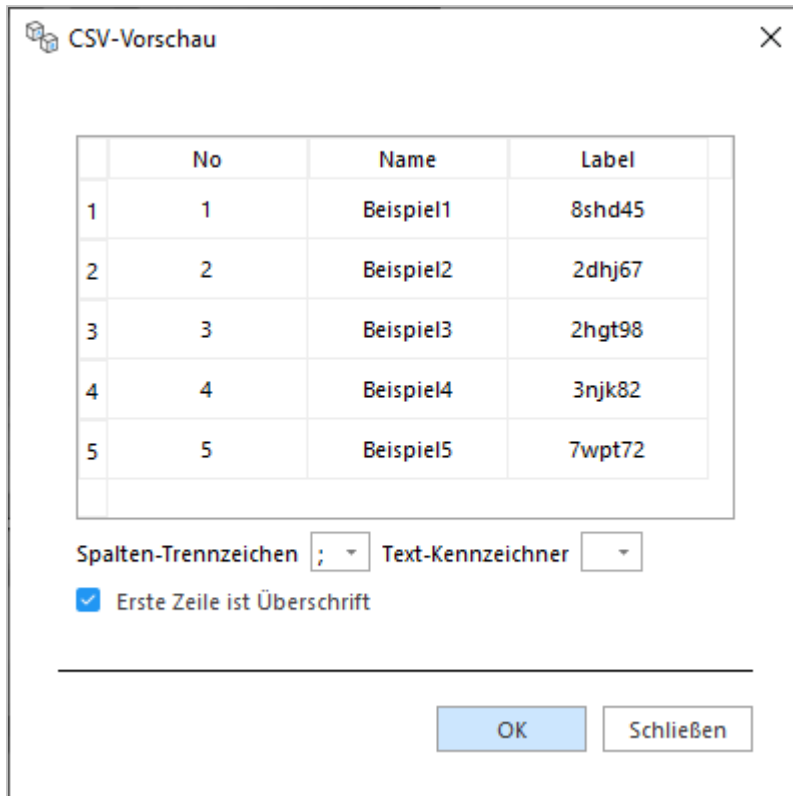 CSV-Vorschau
No Name Label
1 1 Beispiel1 8shd45
2 2 Beispiel2 2dhj67
3 3 Beispiel3 2hgt98
4 4 Beispiel4 3njk82
5 5 Beispiel5 7wpt72
Spalten-Trennzeichen ; Text-Kennzeichner
Erste Zeile ist Überschrift
OK Schließen